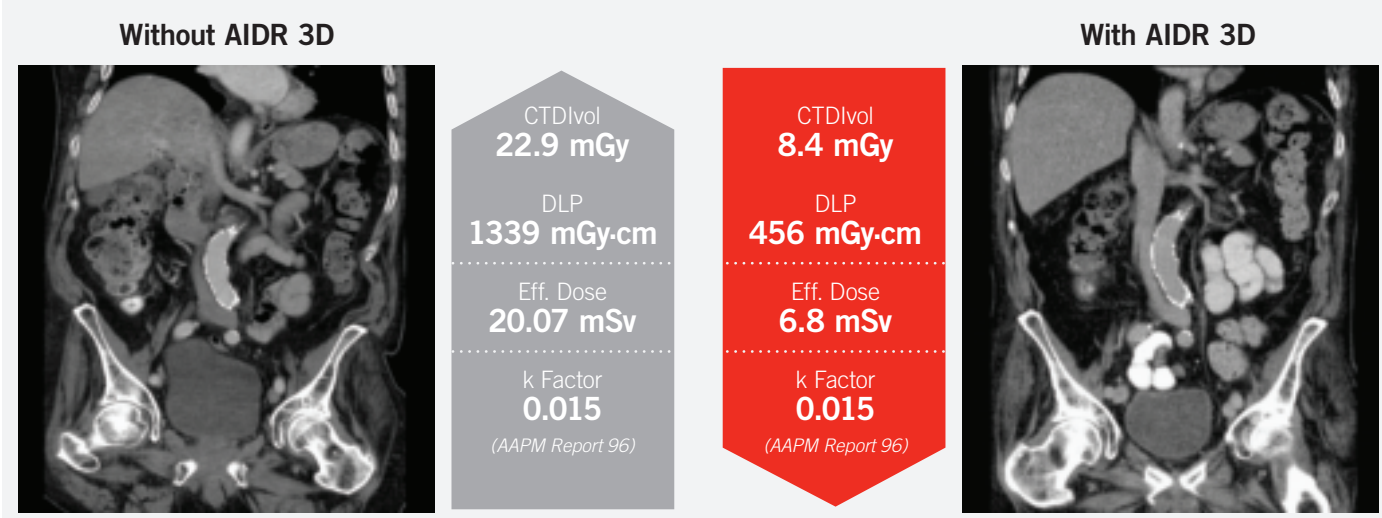 Without AIDR 3D
With AIDR 3D
CTDIvol
22.9 mGy
DLP
1339 mGy·cm
Eff. Dose
20.07 mSv
k Factor
0.015
(AAPM Report 96)
CTDIvol
8.4 mGy
DLP
456 mGy·cm
Eff. Dose
6.8 mSv
k Factor
0.015
(AAPM Report 96)